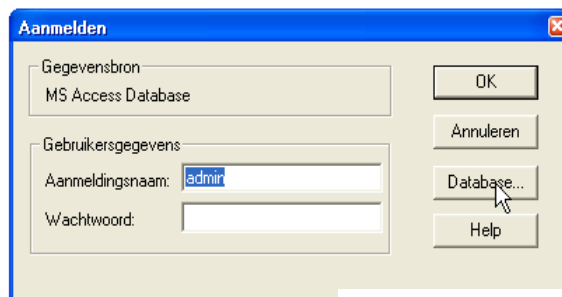 Aanmelden
Gegevensbron
MS Access Database
OK
Annuleren
Gebruikersgegevens
Aanmeldingsnaam: admin
Database...
Wachtwoord:
Help